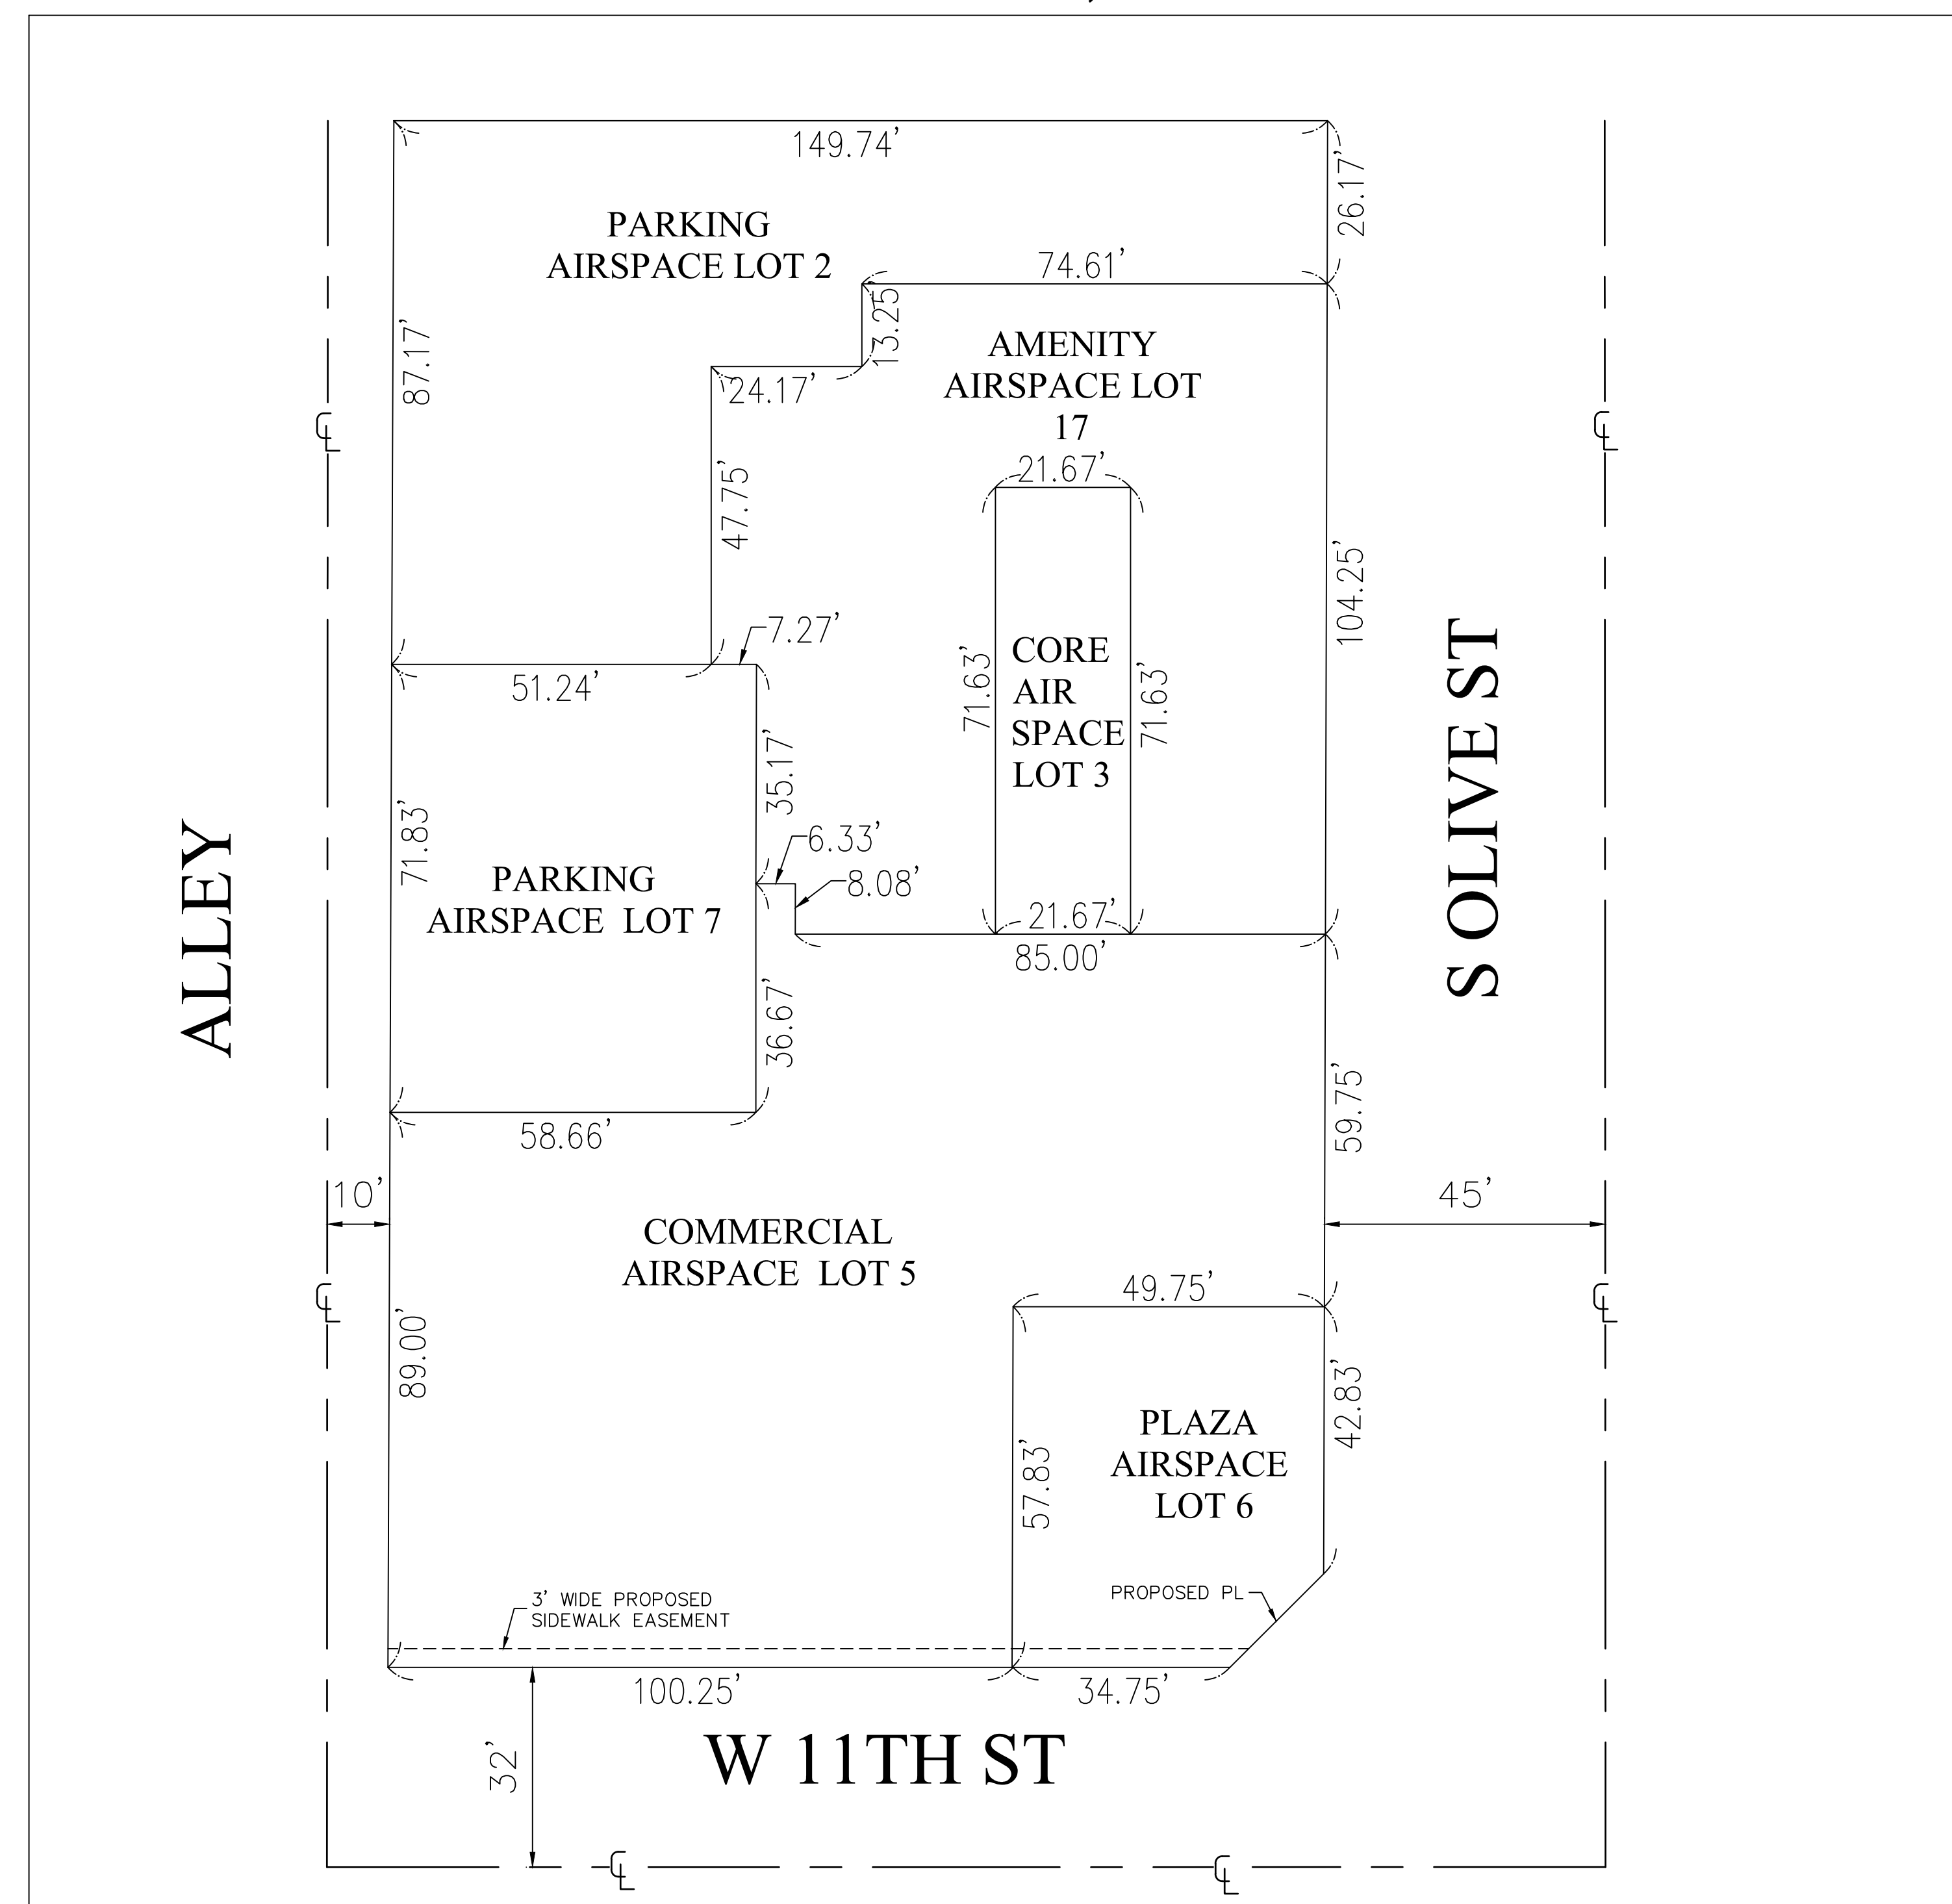 149.74'
26.17'
PARKING
AIRSPACE LOT 2
74.61'
13.25'
87.17'
24.17'
AMENITY
AIRSPACE LOT
17
47.75'
21.67'
104.25'
7.27'
51.24'
71.63'
CORE
AIR
SPACE
LOT 3
71.63'
S OLIVE ST
35.17'
71.83'
6.33'
8.08'
PARKING
AIRSPACE LOT 7
ALLEY
21.67'
85.00'
36.67'
58.66'
59.75'
10'
45'
COMMERCIAL
AIRSPACE LOT 5
49.75'
89.00'
42.83'
PLAZA
AIRSPACE
LOT 6
57.83'
3' WIDE PROPOSED
SIDEWALK EASEMENT
PROPOSED PL
100.25'
34.75'
32'
W 11TH ST